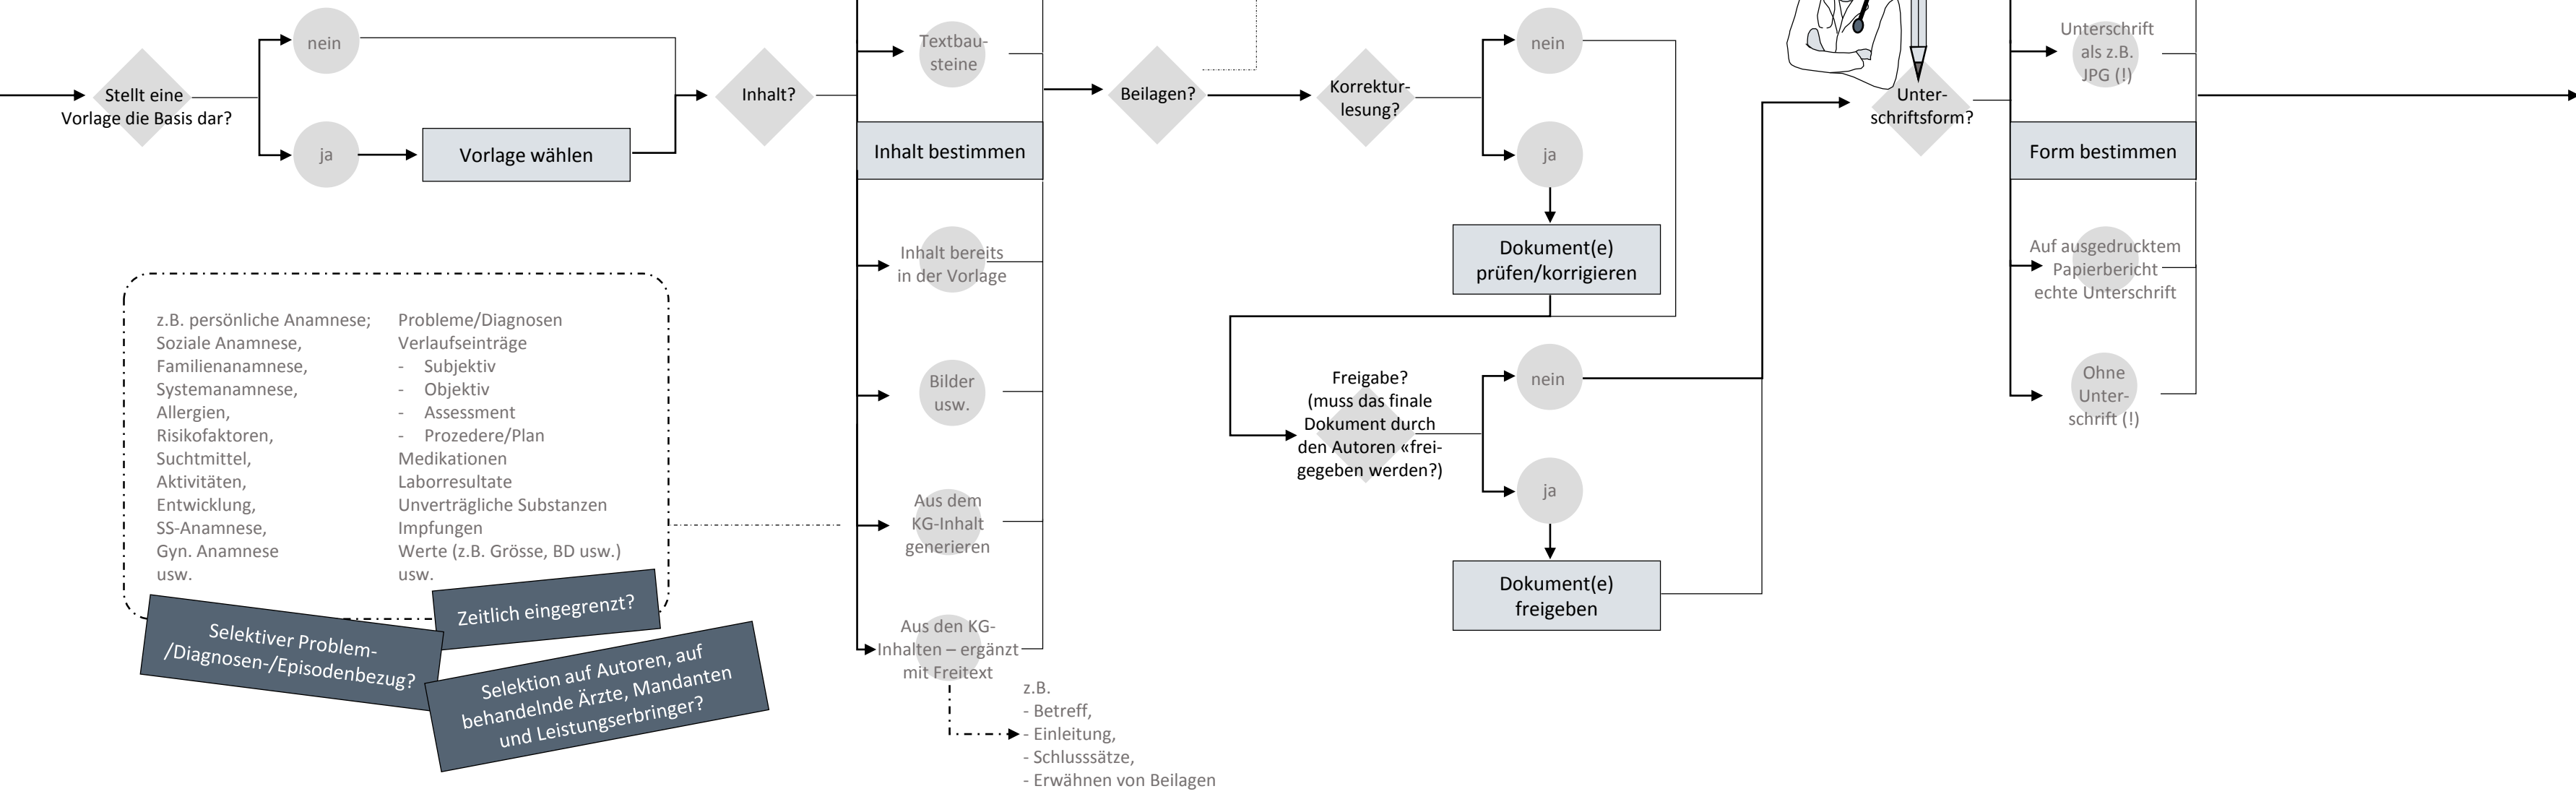 Stellt eine
Vorlage die Basis dar?
nein
ja
Vorlage wählen
Inhalt?
Textbau-
steine
Inhalt bestimmen
Inhalt bereits
in der Vorlage
Bilder
usw.
Aus dem
KG-Inhalt
generieren
Aus den KG-
Inhalten – ergänzt
mit Freitext
z.B.
- Betreff,
- Einleitung,
- Schlusssätze,
- Erwähnen von Beilagen
z.B. persönliche Anamnese;
Soziale Anamnese,
Familienanamnese,
Systemanamnese,
Allergien,
Risikofaktoren,
Suchtmittel,
Aktivitäten,
Entwicklung,
SS-Anamnese,
Gyn. Anamnese
usw.
Probleme/Diagnosen
Verlaufseinträge
- Subjektiv
- Objektiv
- Assessment
- Prozedere/Plan
Medikationen
Laborresultate
Unverträgliche Substanzen
Impfungen
Werte (z.B. Grösse, BD usw.)
usw.
Selektiver Problem-
/Diagnosen-/Episodenbezug?
Zeitlich eingegrenzt?
Selektion auf Autoren, auf
behandelnde Ärzte, Mandanten
und Leistungserbringer?
Beilagen?
Korrektur-
lesung?
nein
ja
Dokument(e)
prüfen/korrigieren
Freigabe?
(muss das finale
Dokument durch
den Autoren «frei-
gegeben werden?)
nein
ja
Dokument(e)
freigeben
Unter-
schriftsform?
Unterschrift
als z.B.
JPG (!)
Form bestimmen
Auf ausgedrucktem
Papierbericht
echte Unterschrift
Ohne
Unter-
schrift (!)